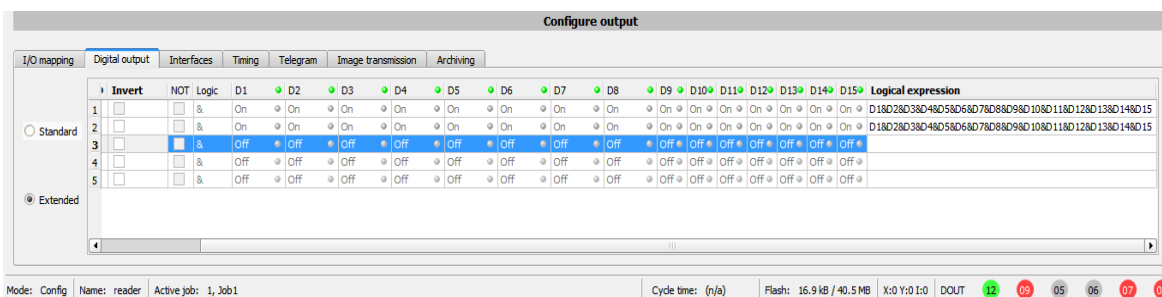 Configure output
I/O mapping Digital output Interfaces Timing Telegram Image transmission Archiving
Invert NOT Logic D1 D2 D3 D4 D5 D6 D7 D8 D9 D10 D11 D12 D13 D14 D15 Logical expression
1 & On On On On On On On On On On On On On On On D1&D2&D3&D4&D5&D6&D7&D8&D9&D10&D11&D12&D13&D14&D15
Standard
2 & On On On On On On On On On On On On On On On D1&D2&D3&D4&D5&D6&D7&D8&D9&D10&D11&D12&D13&D14&D15
3 & Off Off Off Off Off Off Off Off Off Off Off Off Off Off Off
4 & Off Off Off Off Off Off Off Off Off Off Off Off Off Off Off
5 & Off Off Off Off Off Off Off Off Off Off Off Off Off Off Off
Extended
Mode: Config Name: reader Active job: 1, Job1 Cycle time: (n/a) Flash: 16.9 kB / 40.5 MB X:0 Y:0 I:0 DOUT 12 09 05 06 07